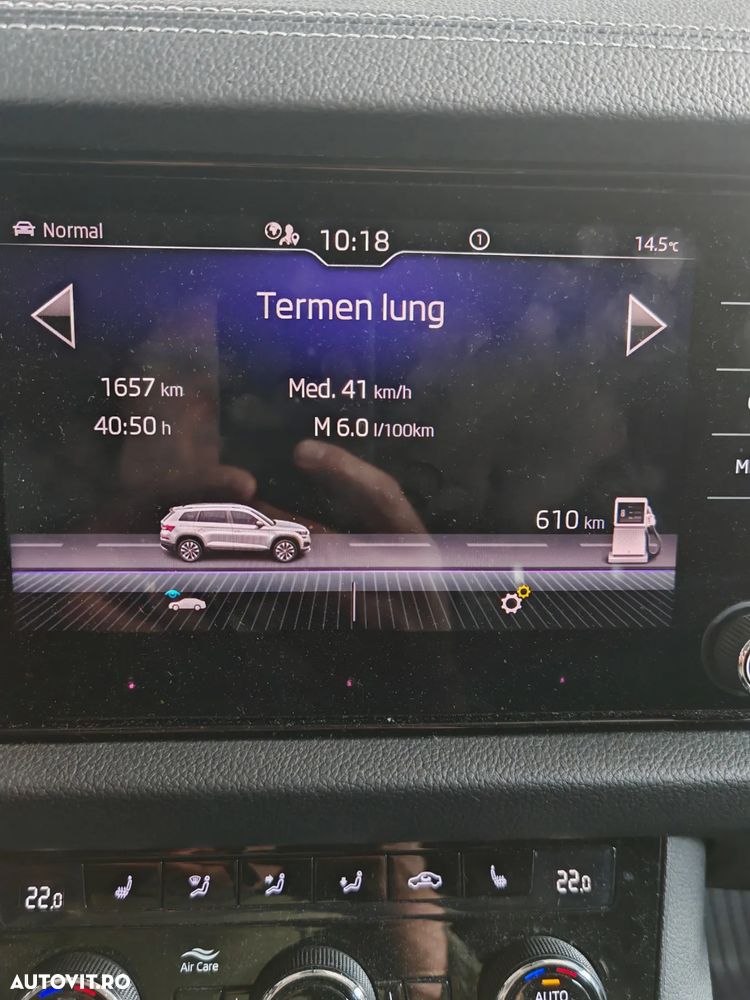 Normal
10:18
1
14.5°C
Termen lung
1657 km
Med. 41 km/h
40:50 h
M 6.0 l/100km
610 km
M
22.0
22.0
Air Care
AUTO
AUTOVIT.RO